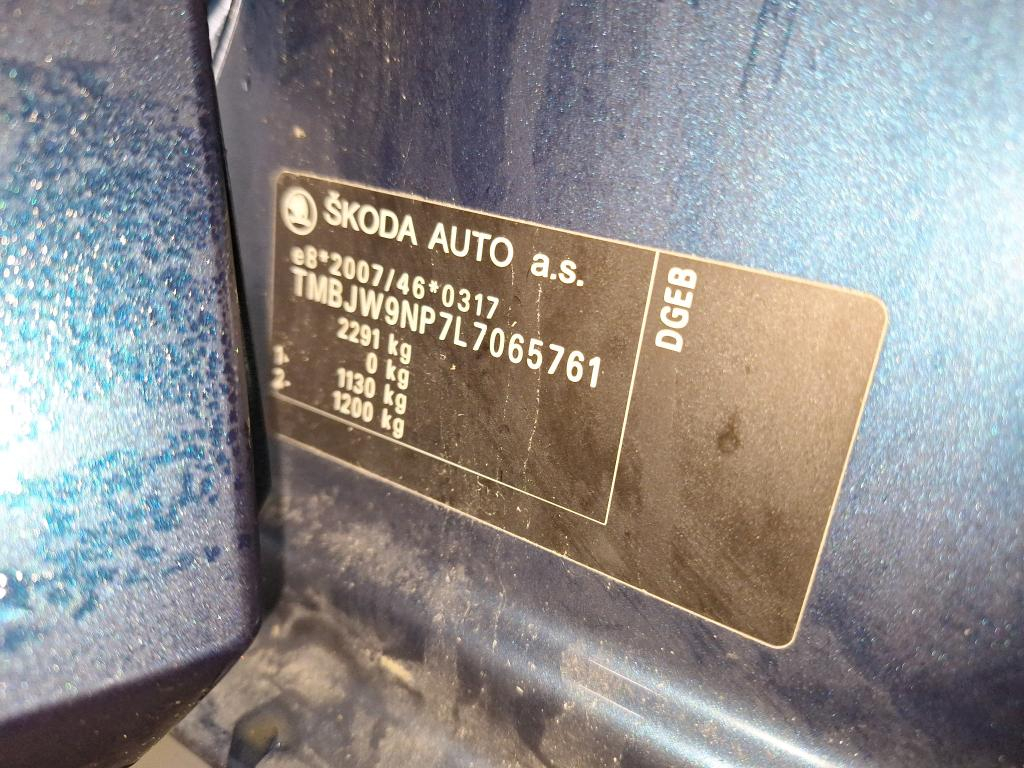 ŠKODA AUTO a.s.
e8*2007/46*0317
TMBJW9NP7L7065761
2291 kg
0 kg
1- 1130 kg
2- 1200 kg
DGEB